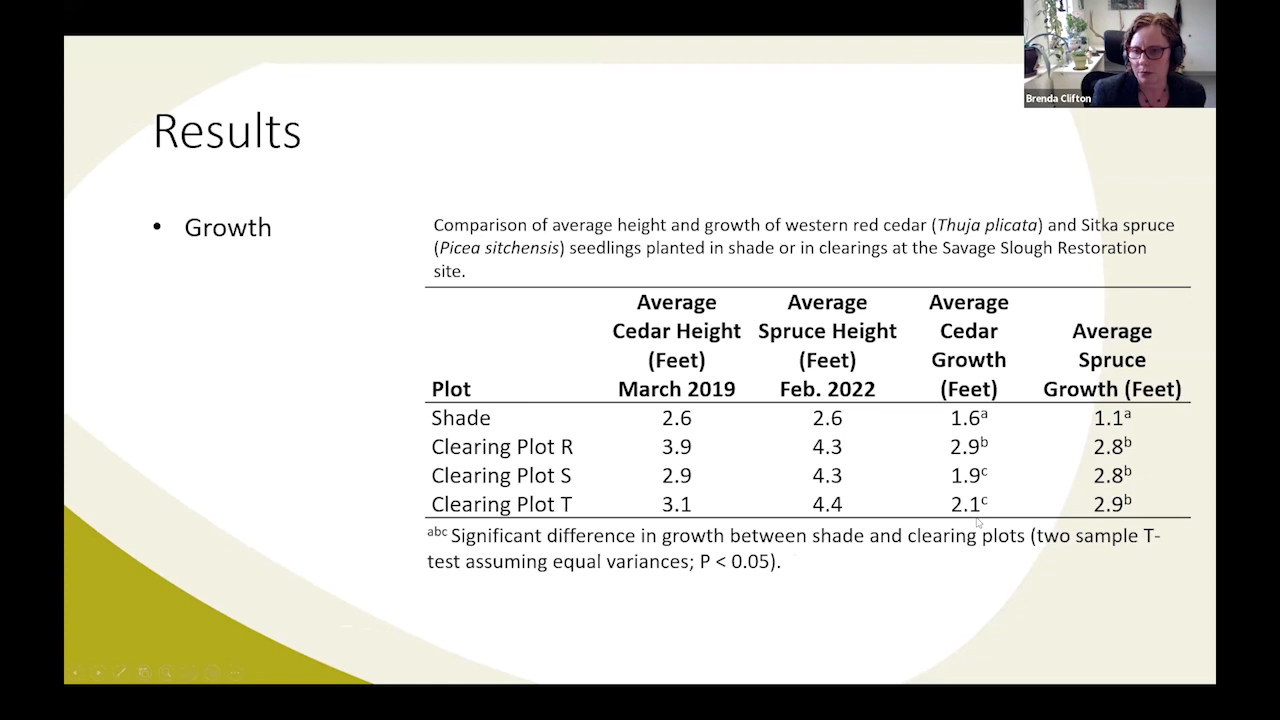 Brenda Clifton
Results
• Growth
Comparison of average height and growth of western red cedar (Thuja plicata) and Sitka spruce
(Picea sitchensis) seedlings planted in shade or in clearings at the Savage Slough Restoration
site.
Plot Average Cedar Height (Feet) March 2019 Average Spruce Height (Feet) Feb. 2022 Average Cedar Growth (Feet) Average Spruce Growth (Feet)
Shade 2.6 2.6 1.6ᵃ 1.1ᵃ
Clearing Plot R 3.9 4.3 2.9ᵇ 2.8ᵇ
Clearing Plot S 2.9 4.3 1.9ᶜ 2.8ᵇ
Clearing Plot T 3.1 4.4 2.1ᶜ 2.9ᵇ
ᵃᵇᶜ Significant difference in growth between shade and clearing plots (two sample T-
test assuming equal variances; P < 0.05).